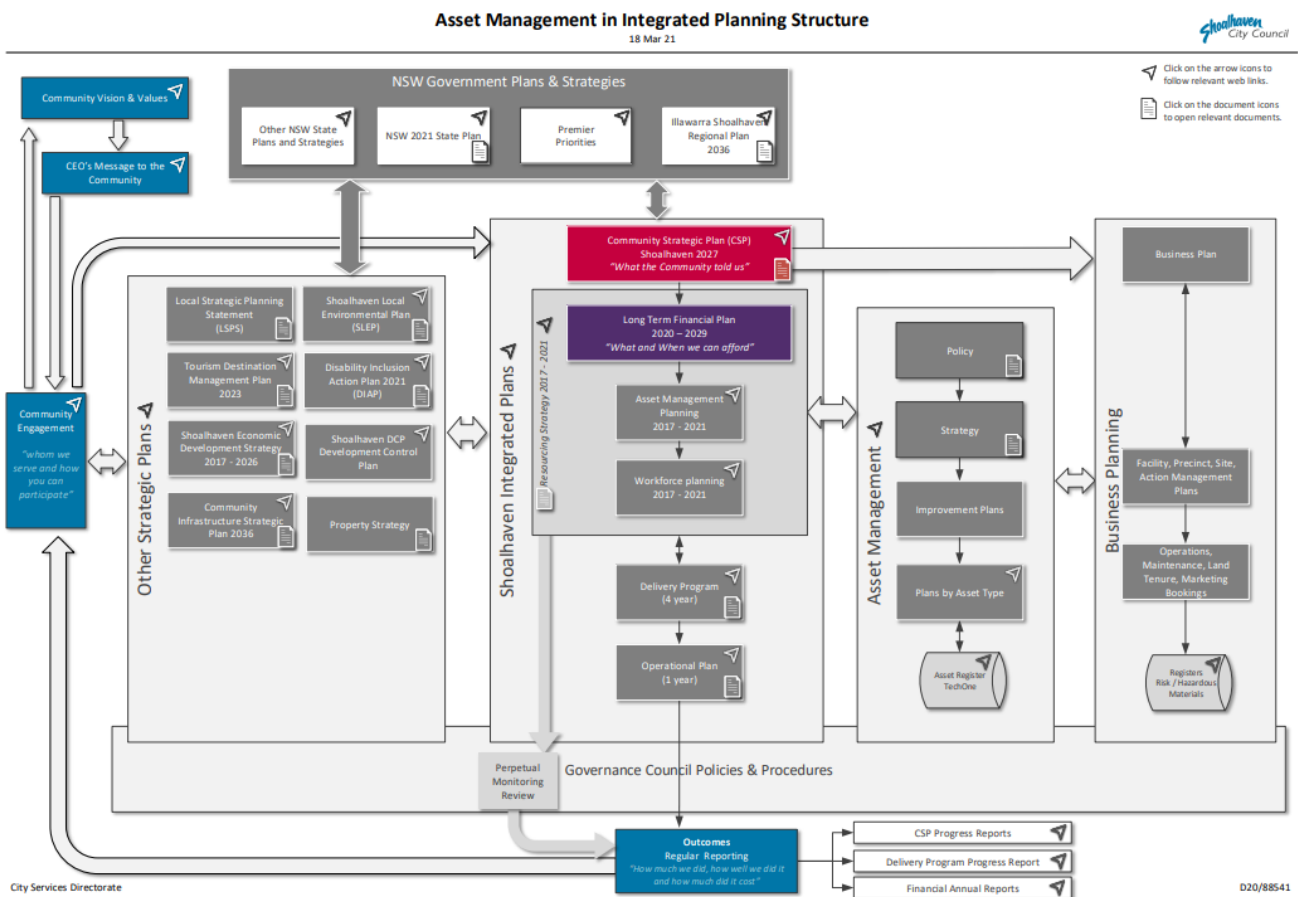 Asset Management in Integrated Planning Structure
18 Mar 21
Shoalhaven
City Council
Click on the arrow icons to
follow relevant web links.
Click on the document icons
to open relevant documents.
Community Vision & Values
CEO's Message to the
Community
NSW Government Plans & Strategies
Other NSW State
Plans and Strategies
NSW 2021 State Plan
Premier
Priorities
Illawarra Shoalhaven
Regional Plan
2036
Community
Engagement
"whom we
serve and how
you can
participate"
Other Strategic Plans
Local Strategic Planning
Statement
(LSPS)
Shoalhaven Local
Environmental Plan
(SLEP)
Tourism Destination
Management Plan
2023
Disability Inclusion
Action Plan 2021
(DIAP)
Shoalhaven Economic
Development Strategy
2017 - 2026
Shoalhaven DCP
Development Control
Plan
Community
Infrastructure Strategic
Plan 2036
Property Strategy
Shoalhaven Integrated Plans
Community Strategic Plan (CSP)
Shoalhaven 2027
"What the Community told us"
Resourcing Strategy 2017 - 2021
Long Term Financial Plan
2020 – 2029
"What and When we can afford"
Asset Management
Planning
2017 - 2021
Workforce planning
2017 - 2021
Delivery Program
(4 year)
Operational Plan
(1 year)
Asset Management
Policy
Strategy
Improvement Plans
Plans by Asset Type
Asset Register
TechOne
Business Planning
Business Plan
Facility, Precinct, Site,
Action Management
Plans
Operations,
Maintenance, Land
Tenure, Marketing
Bookings
Registers
Risk / Hazardous
Materials
Perpetual
Monitoring
Review
Governance Council Policies & Procedures
Outcomes
Regular Reporting
"How much we did, how well we did it
and how much did it cost"
CSP Progress Reports
Delivery Program Progress Report
Financial Annual Reports
City Services Directorate
D20/88541